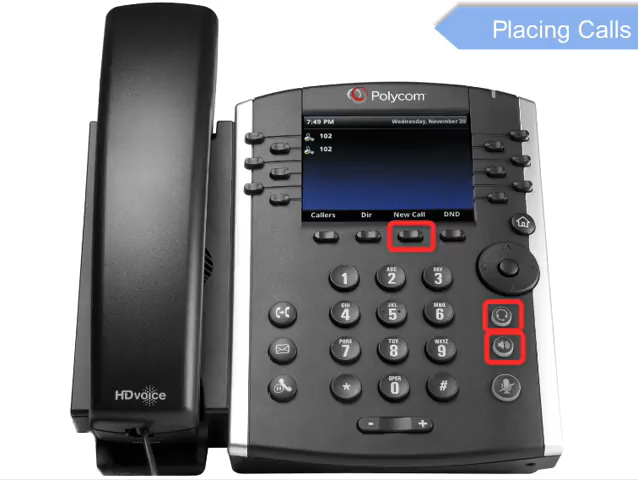 Placing Calls
Polycom
7:49 PM Wednesday, November 20
102
102
Callers Dir New Call DND
1 ABC 2 DEF 3
GHI 4 JKL 5 MNO 6
PQRS 7 TUV 8 WXYZ 9
* OPER 0 #
- +
HDvoice